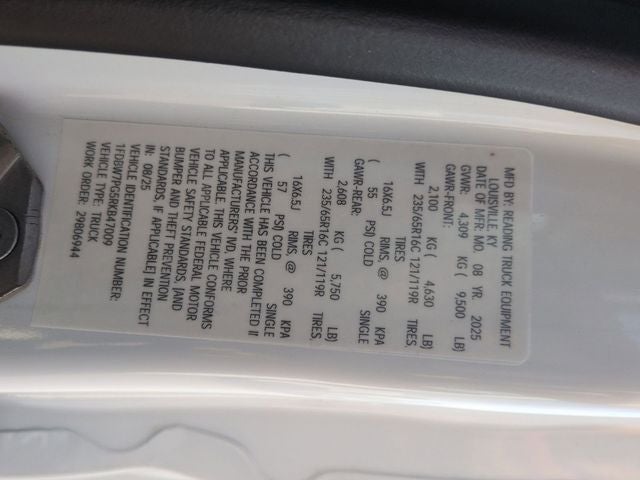 MFD BY: READING TRUCK EQUIPMENT
LOUISVILLE, KY
DATE OF MFR: MO 08 YR. 2025
GVWR: 4,309 KG ( 9,500 LB)
GAWR-FRONT:
2,100 KG ( 4,630 LB)
WITH 235/65R16C 121/119R TIRES,
TIRES
16X6.5J RIMS, @ 390 KPA
( 55 PSI) COLD SINGLE
GAWR-REAR:
2,608 KG ( 5,750 LB)
WITH 235/65R16C 121/119R TIRES,
TIRES
16X6.5J RIMS, @ 390 KPA
( 57 PSI) COLD SINGLE
THIS VEHICLE HAS BEEN COMPLETED I
ACCORDANCE WITH THE PRIOR
MANUFACTURERS' IVD, WHERE
APPLICABLE. THIS VEHICLE CONFORMS
TO ALL APPLICABLE FEDERAL MOTOR
VEHICLE SAFETY STANDARDS, [AND
BUMPER AND THEFT PREVENTION
STANDARDS, IF APPLICABLE] IN EFFECT
IN: 08/25
VEHICLE IDENTIFICATION NUMBER:
1FDBW7PG5RKB47009
VEHICLE TYPE: TRUCK
WORK ORDER: 29806944